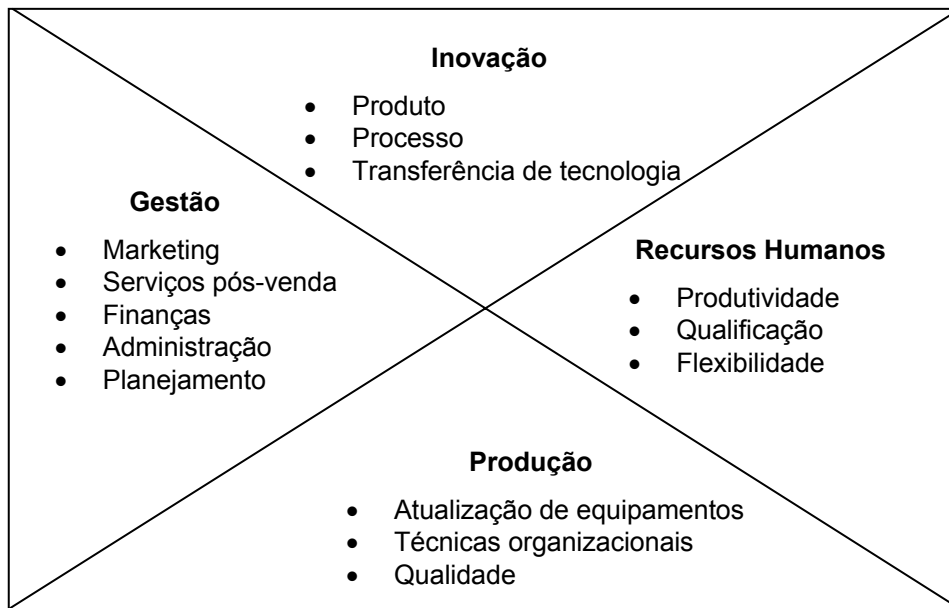 Inovação
• Produto
• Processo
• Transferência de tecnologia
Gestão
• Marketing
• Serviços pós-venda
• Finanças
• Administração
• Planejamento
Recursos Humanos
• Produtividade
• Qualificação
• Flexibilidade
Produção
• Atualização de equipamentos
• Técnicas organizacionais
• Qualidade